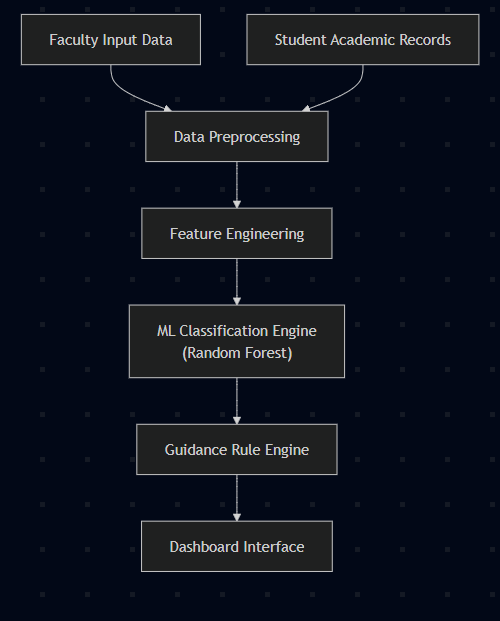 Faculty Input Data
Student Academic Records
Data Preprocessing
Feature Engineering
ML Classification Engine
(Random Forest)
Guidance Rule Engine
Dashboard Interface